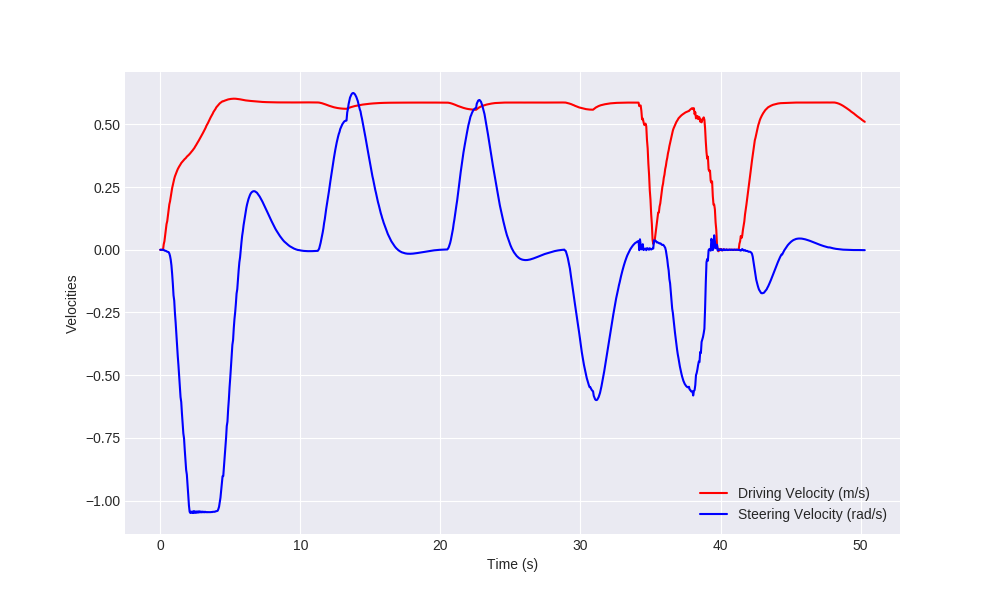 0.50
0.25
0.00
−0.25
−0.50
−0.75
−1.00
Velocities
0 10 20 30 40 50
Time (s)
Driving Velocity (m/s)
Steering Velocity (rad/s)